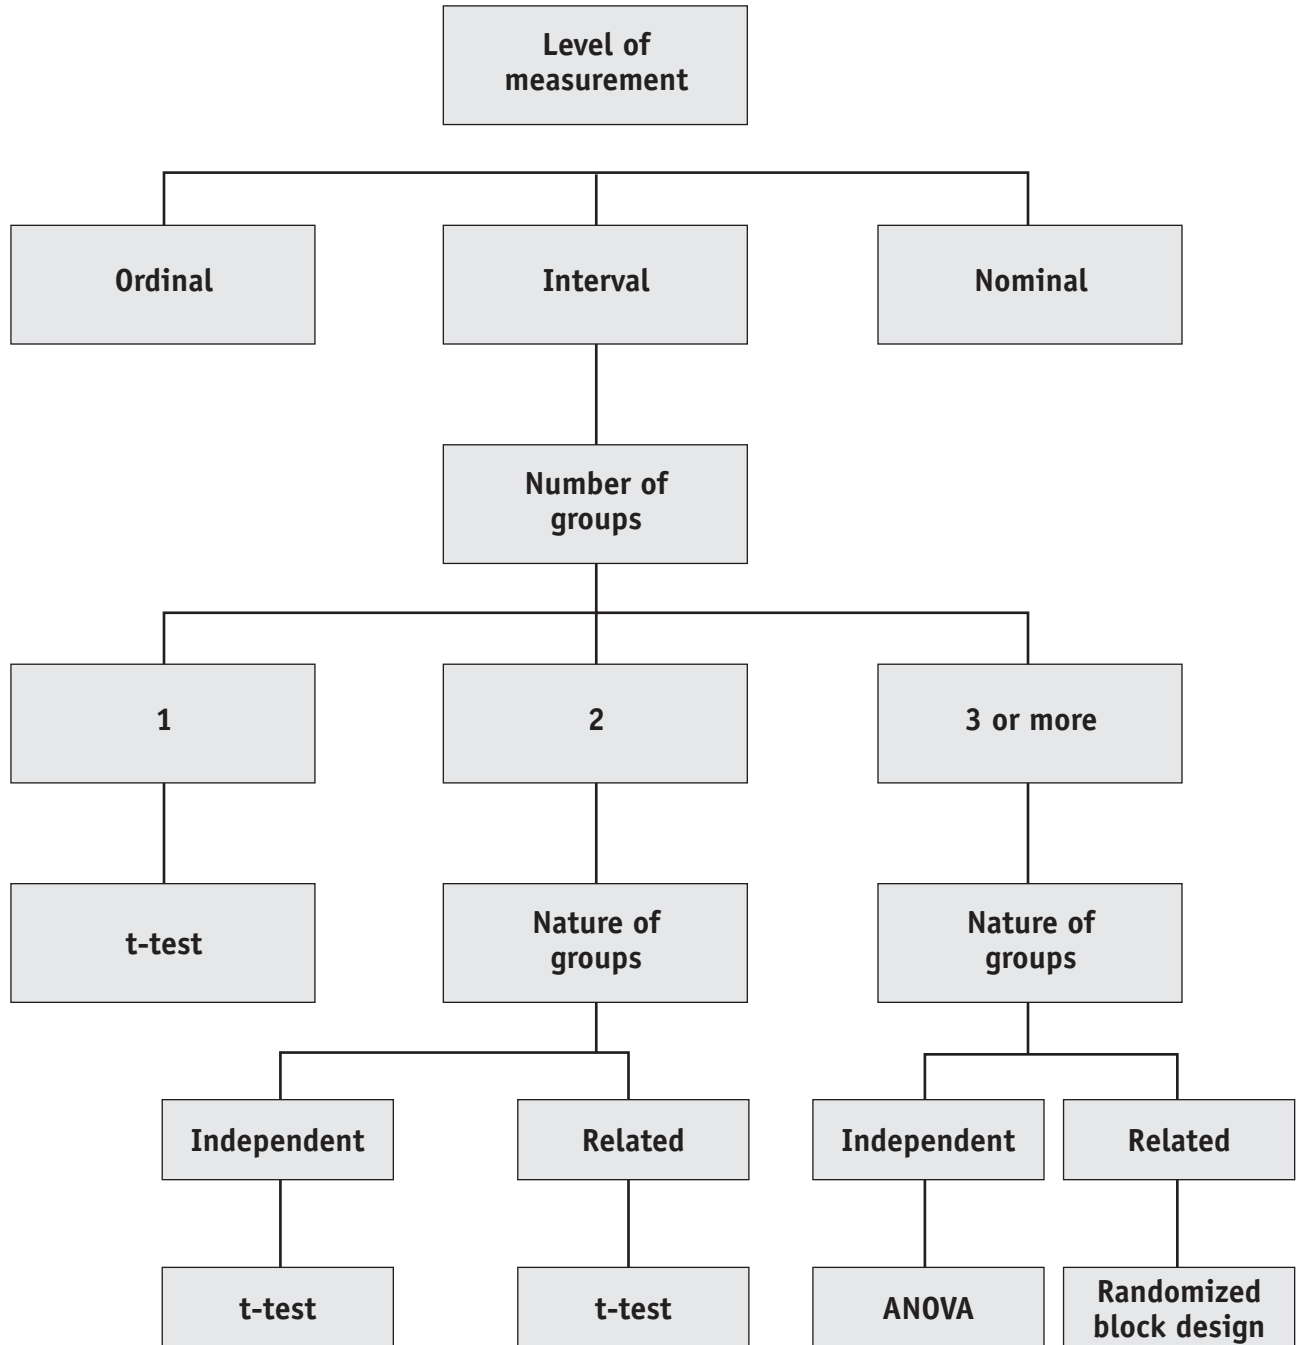 Level of
measurement
Ordinal
Interval
Nominal
Number of
groups
1
2
3 or more
t-test
Nature of
groups
Nature of
groups
Independent
Related
Independent
Related
t-test
t-test
ANOVA
Randomized
block design